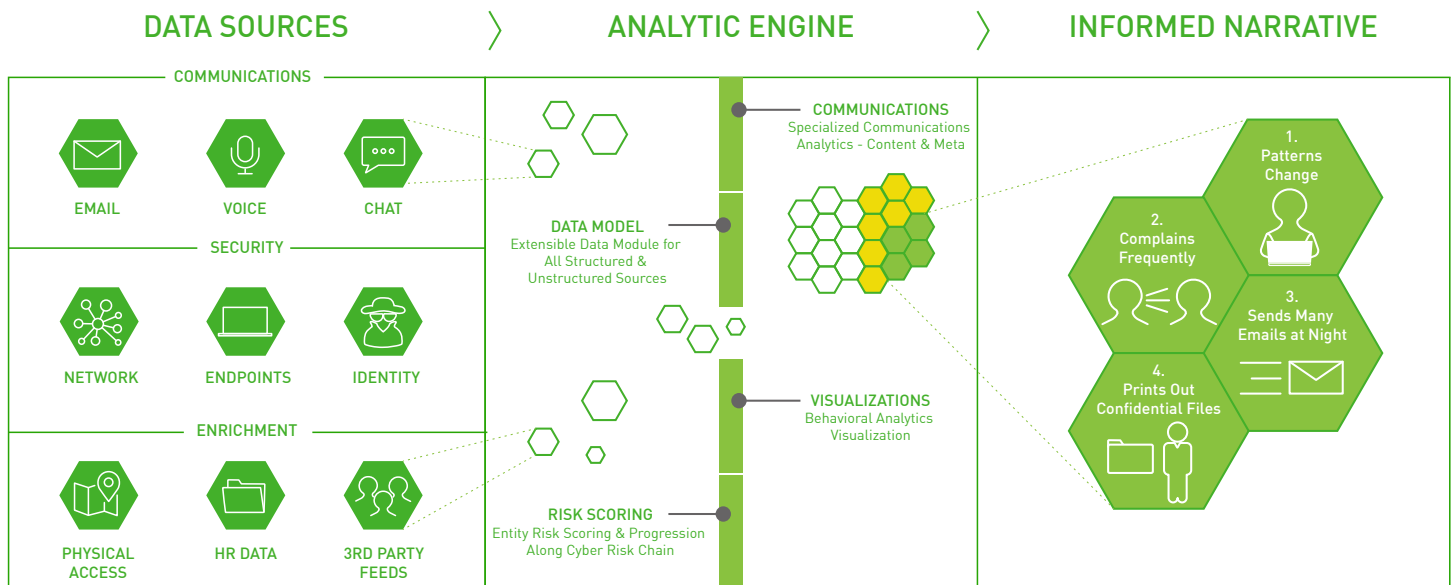 DATA SOURCES
ANALYTIC ENGINE
INFORMED NARRATIVE
COMMUNICATIONS
EMAIL
VOICE
CHAT
SECURITY
NETWORK
ENDPOINTS
IDENTITY
ENRICHMENT
PHYSICAL
ACCESS
HR DATA
3RD PARTY
FEEDS
COMMUNICATIONS
Specialized Communications
Analytics - Content & Meta
DATA MODEL
Extensible Data Module for
All Structured &
Unstructured Sources
VISUALIZATIONS
Behavioral Analytics
Visualization
RISK SCORING
Entity Risk Scoring & Progression
Along Cyber Risk Chain
1.
Patterns
Change
2.
Complains
Frequently
3.
Sends Many
Emails at Night
4.
Prints Out
Confidential Files